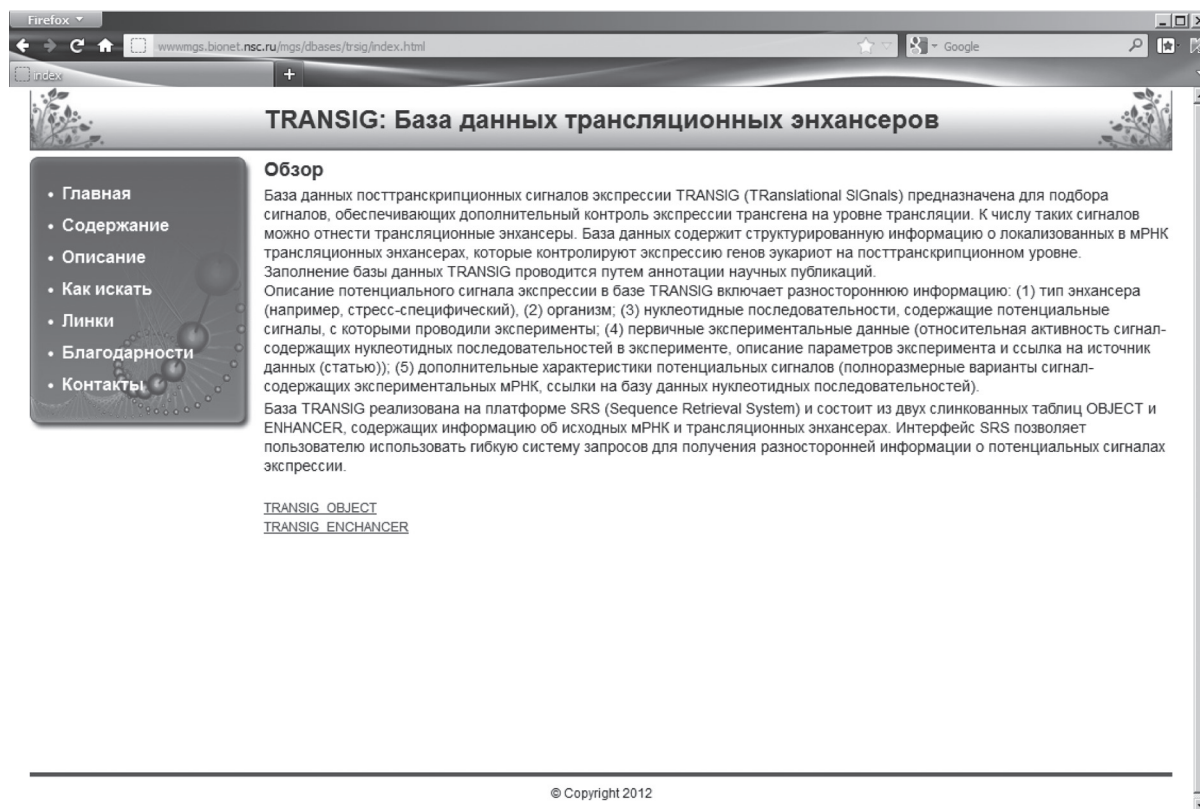 Firefox
wwwmgs.bionet.nsc.ru/mgs/dbases/trsig/index.html
Google
index
TRANSIG: База данных трансляционных энхансеров
• Главная
• Содержание
• Описание
• Как искать
• Линки
• Благодарности
• Контакты
Обзор
База данных посттранскрипционных сигналов экспрессии TRANSIG (TRanslational SIGnals) предназначена для подбора
сигналов, обеспечивающих дополнительный контроль экспрессии трансгена на уровне трансляции. К числу таких сигналов
можно отнести трансляционные энхансеры. База данных содержит структурированную информацию о локализованных в мРНК
трансляционных энхансерах, которые контролируют экспрессию генов эукариот на посттранскрипционном уровне.
Заполнение базы данных TRANSIG проводится путем аннотации научных публикаций.
Описание потенциального сигнала экспрессии в базе TRANSIG включает разностороннюю информацию: (1) тип энхансера
(например, стресс-специфический), (2) организм; (3) нуклеотидные последовательности, содержащие потенциальные
сигналы, с которыми проводили эксперименты; (4) первичные экспериментальные данные (относительная активность сигнал-
содержащих нуклеотидных последовательностей в эксперименте, описание параметров эксперимента и ссылка на источник
данных (статью)); (5) дополнительные характеристики потенциальных сигналов (полноразмерные варианты сигнал-
содержащих экспериментальных мРНК, ссылки на базу данных нуклеотидных последовательностей).
База TRANSIG реализована на платформе SRS (Sequence Retrieval System) и состоит из двух слинкованных таблиц OBJECT и
ENHANCER, содержащих информацию об исходных мРНК и трансляционных энхансерах. Интерфейс SRS позволяет
пользователю использовать гибкую систему запросов для получения разносторонней информации о потенциальных сигналах
экспрессии.
TRANSIG_OBJECT
TRANSIG_ENCHANCER
© Copyright 2012